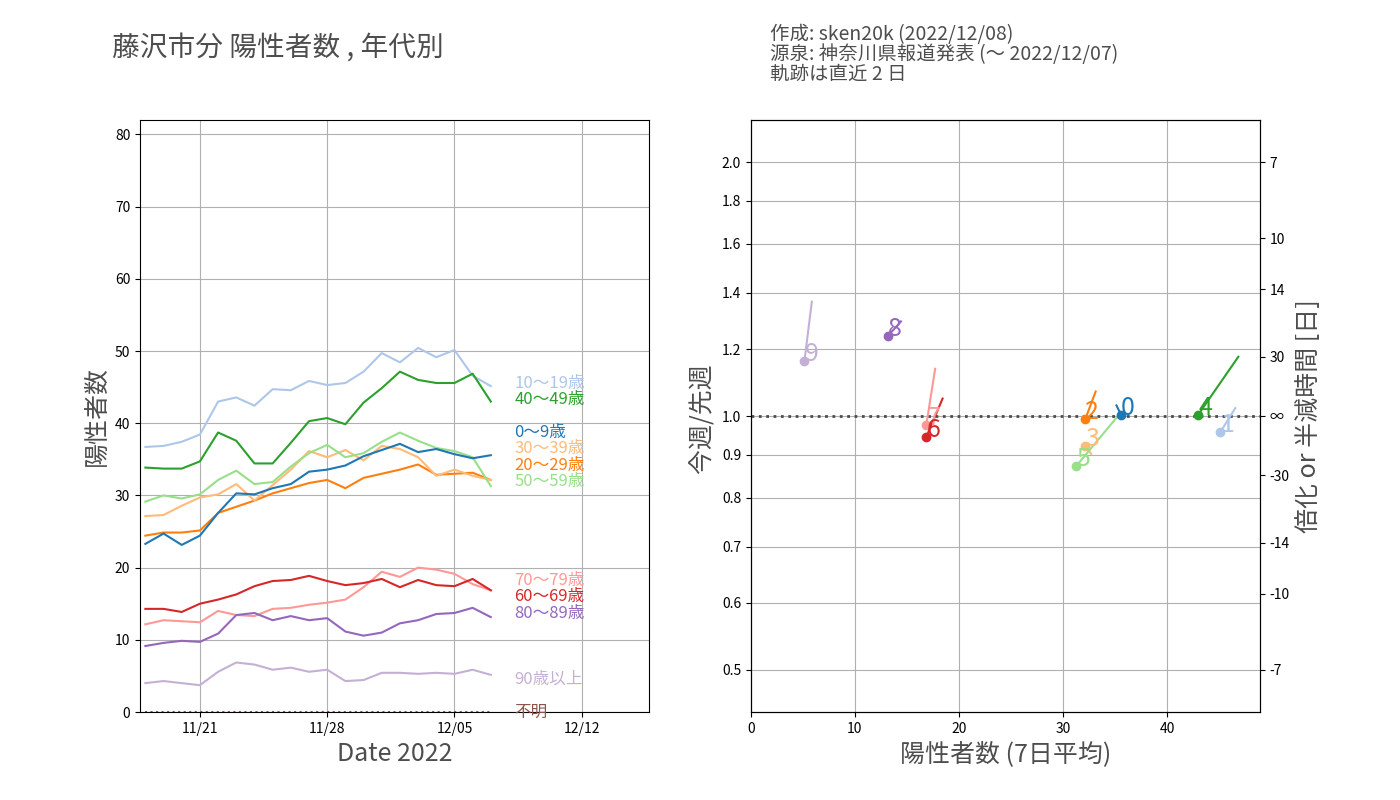 藤沢市分 陽性者数 , 年代別
作成: sken20k (2022/12/08)
源泉: 神奈川県報道発表 (〜 2022/12/07)
軌跡は直近 2 日
陽性者数
80
70
60
50
40
30
20
10
0
10〜19歳
40〜49歳
0〜9歳
30〜39歳
20〜29歳
50〜59歳
70〜79歳
60〜69歳
80〜89歳
90歳以上
不明
11/21
11/28
12/05
12/12
Date 2022
今週/先週
2.0
1.8
1.6
1.4
1.2
1.0
0.9
0.8
0.7
0.6
0.5
9
8
7
6
2
3
5
0
4
1
7
10
14
30
∞
-30
-14
-10
-7
倍化 or 半減時間 [日]
0
10
20
30
40
陽性者数 (7日平均)